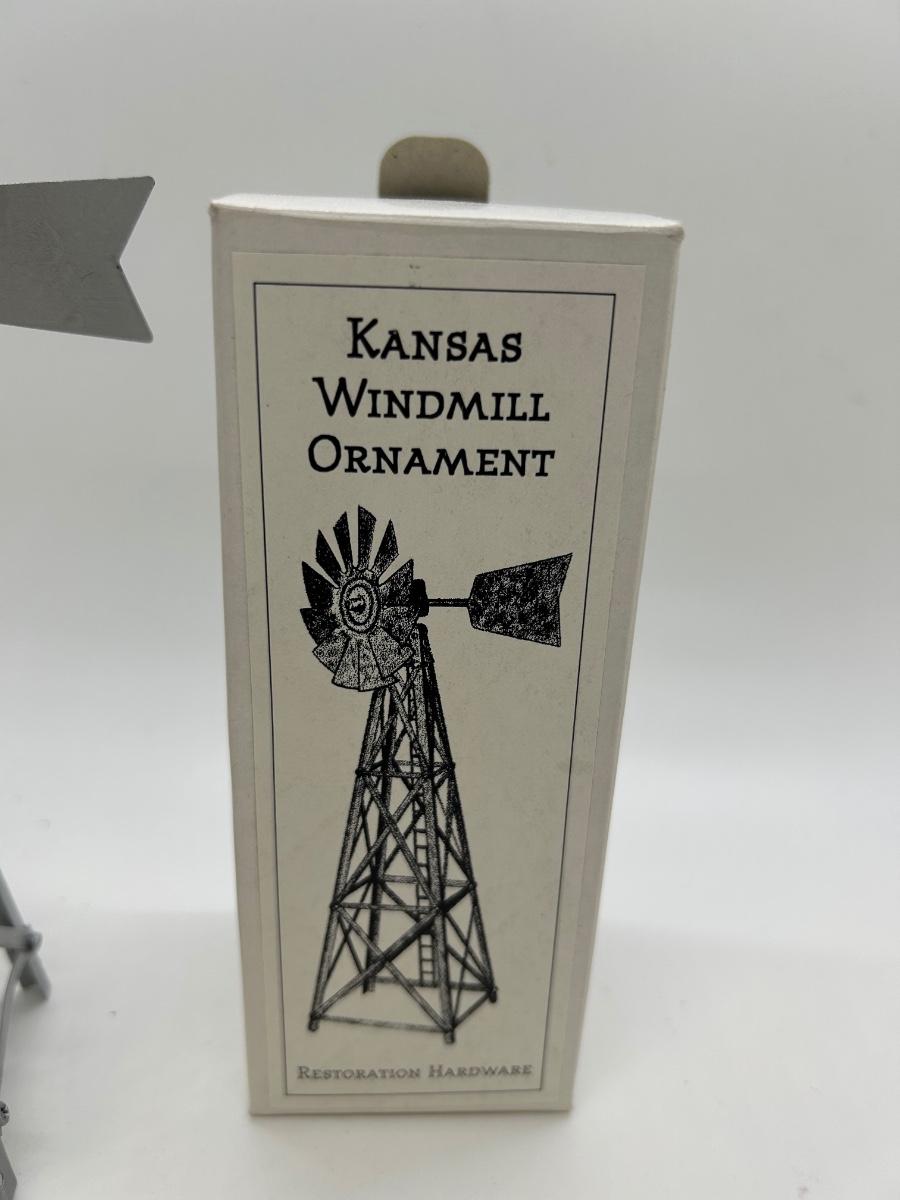 Kansas
Windmill
Ornament
Restoration Hardware